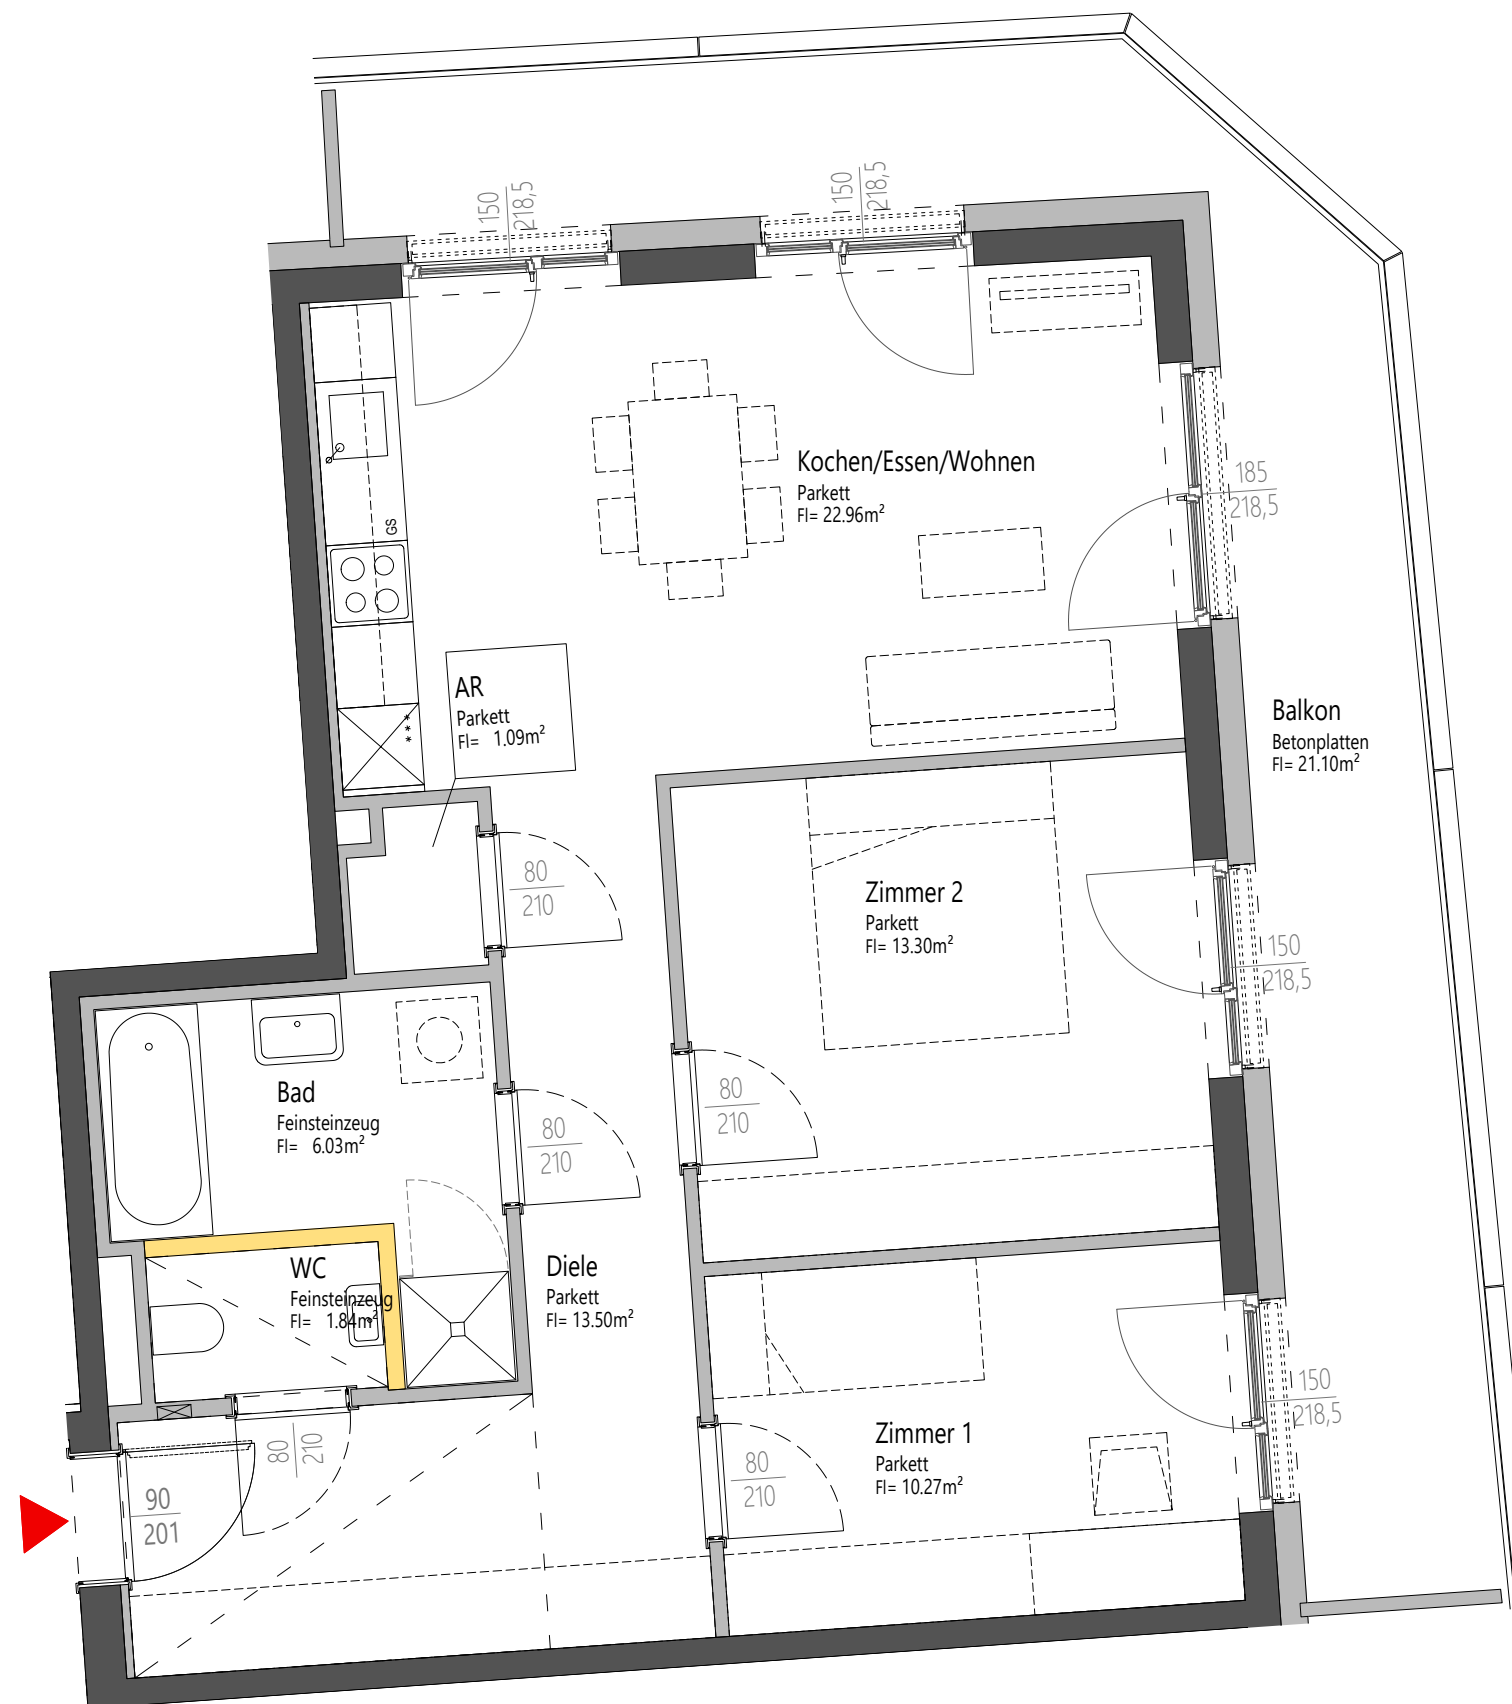 150
218,5
150
218,5
Kochen/Essen/Wohnen
Parkett
Fl= 22.96m²
185
218,5
GS
AR
Parkett
Fl= 1.09m²
***
Balkon
Betonplatten
Fl= 21.10m²
80
210
Zimmer 2
Parkett
Fl= 13.30m²
150
218,5
Bad
Feinsteinzeug
Fl= 6.03m²
80
210
80
210
WC
Feinsteinzeug
Fl= 1.84m²
Diele
Parkett
Fl= 13.50m²
150
218,5
Zimmer 1
Parkett
Fl= 10.27m²
80
210
80
210
90
201